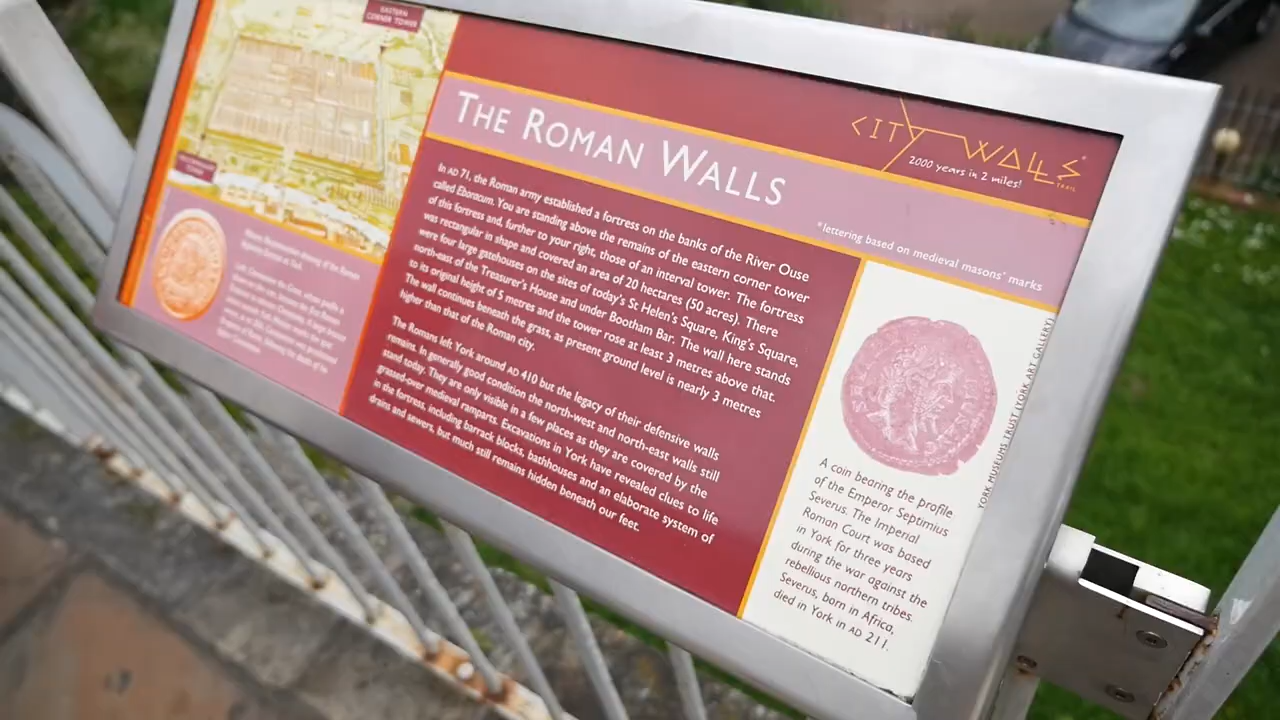 EASTERN
CORNER TOWER
THE ROMAN WALLS
CITY WALLS
TRAIL
2000 years in 2 miles!
*lettering based on medieval masons' marks
In AD 71, the Roman army established a fortress on the banks of the River Ouse
called Eboracum. You are standing above the remains of the eastern corner tower
of this fortress and, further to your right, those of an interval tower. The fortress
was rectangular in shape and covered an area of 20 hectares (50 acres). There
were four large gatehouses on the sites of today's St Helen's Square, King's Square,
north-east of the Treasurer's House and under Bootham Bar. The wall here stands
to its original height of 5 metres and the tower rose at least 3 metres above that.
The wall continues beneath the grass, as present ground level is nearly 3 metres
higher than that of the Roman city.
The Romans left York around AD 410 but the legacy of their defensive walls
remains. In generally good condition the north-west and north-east walls still
stand today. They are only visible in a few places as they are covered by the
grassed-over medieval ramparts. Excavations in York have revealed clues to life
in the fortress, including barrack blocks, bathhouses and an elaborate system of
drains and sewers, but much still remains hidden beneath our feet.
YORK MUSEUMS TRUST (YORK ART GALLERY)
A coin bearing the profile
of the Emperor Septimius
Severus. The Imperial
Roman Court was based
in York for three years
during the war against the
rebellious northern tribes.
Severus, born in Africa,
died in York in AD 211.